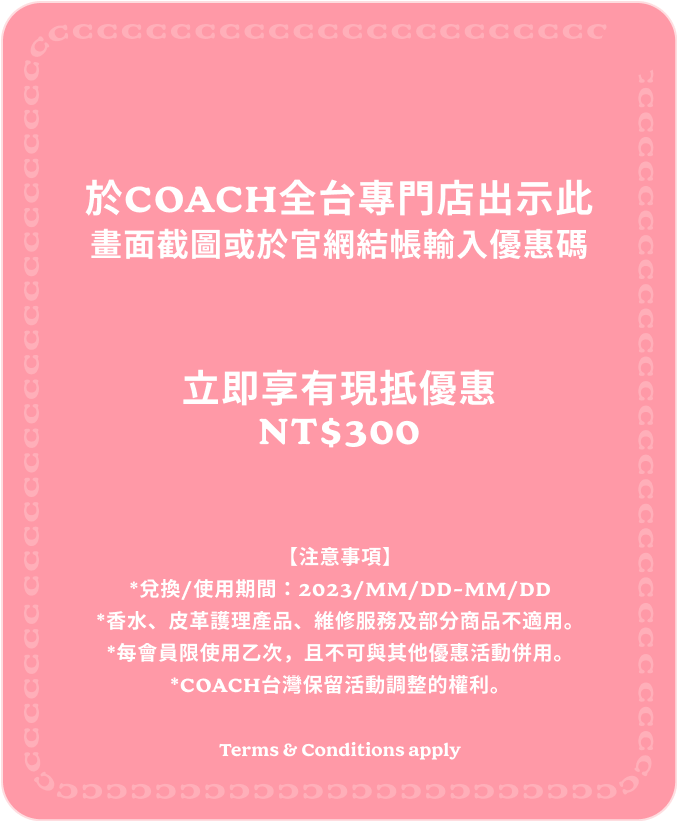 於COACH全台專門店出示此
畫面截圖或於官網結帳輸入優惠碼
立即享有現抵優惠
NT$300
【注意事項】
*兌換/使用期間：2023/MM/DD-MM/DD
*香水、皮革護理產品、維修服務及部分商品不適用。
*每會員限使用乙次，且不可與其他優惠活動併用。
*COACH台灣保留活動調整的權利。
Terms & Conditions apply